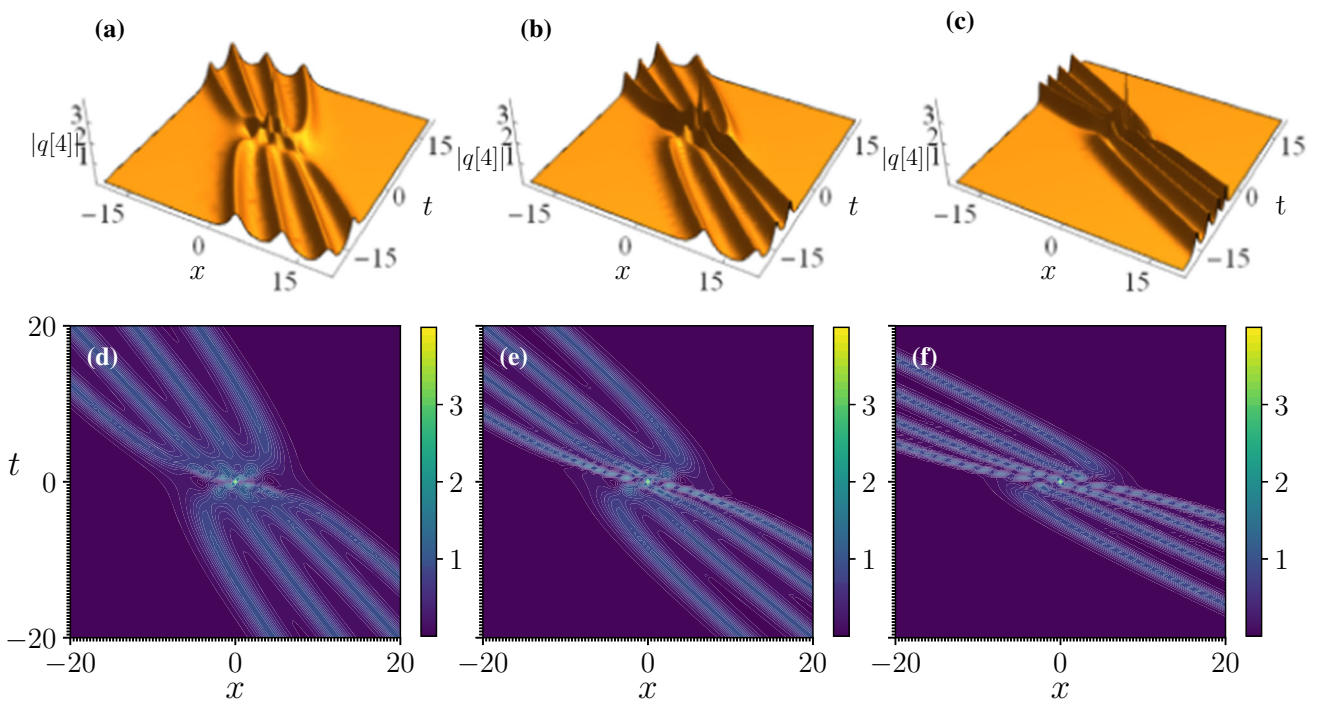 (a) (b) (c)
3 3 3
2 2 2
1 1 1
|q[4]| |q[4]| |q[4]|
15 15 15
0 0 0
t t t
−15 −15 −15
−15 −15 −15
0 0 0
x x x
15 15 15
20
(d) (e) (f)
3 3 3
t 0 2 2 2
1 1 1
−20
−20 0 20 −20 0 20 −20 0 20
x x x